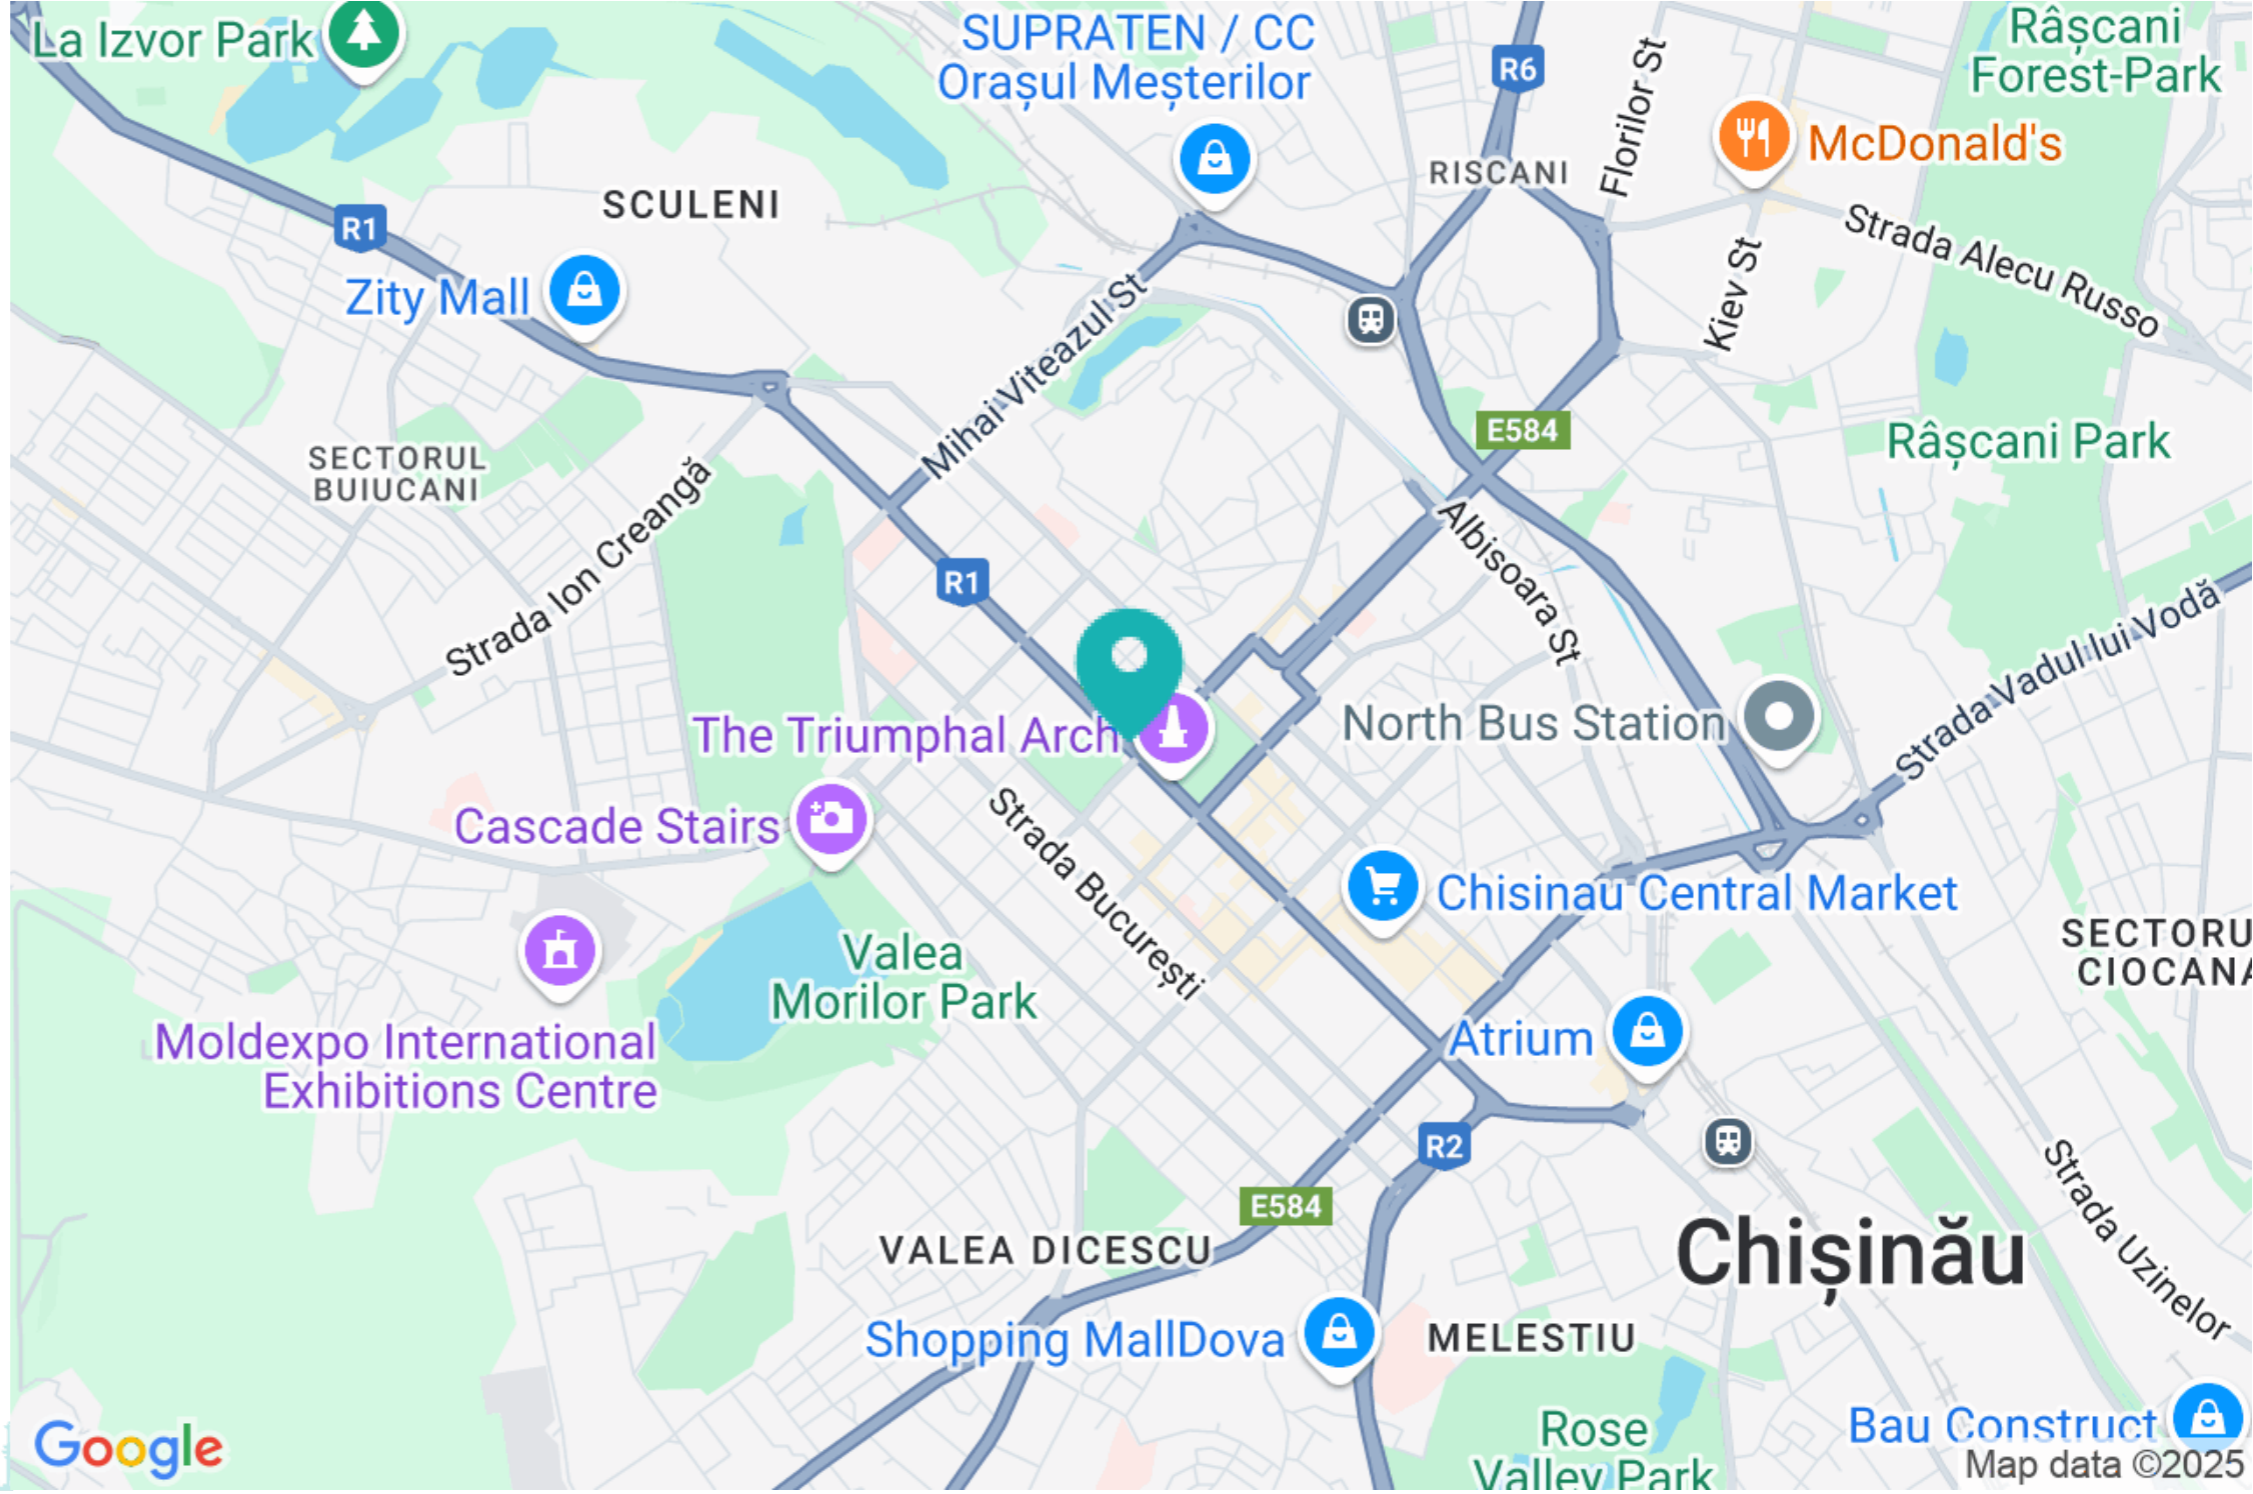 La Izvor Park
SUPRATEN / CC
Orașul Meșterilor
R6
Florilor St
Râșcani
Forest-Park
McDonald's
RISCANI
SCULENI
R1
Strada Alecu Russo
Zity Mall
Kiev St
Mihai Viteazul St
E584
Râșcani Park
SECTORUL
BUIUCANI
Strada Ion Creangă
R1
Albisoara St
Strada Vadul lui Vodă
The Triumphal Arch
North Bus Station
Cascade Stairs
Strada București
Chisinau Central Market
Valea
Morilor Park
SECTORU
CIOCANA
Moldexpo International
Exhibitions Centre
Atrium
R2
E584
VALEA DICESCU
Chișinău
Strada Uzinelor
Shopping MallDova
MELESTIU
Rose
Valley Park
Bau Construct
Google
Map data ©2025